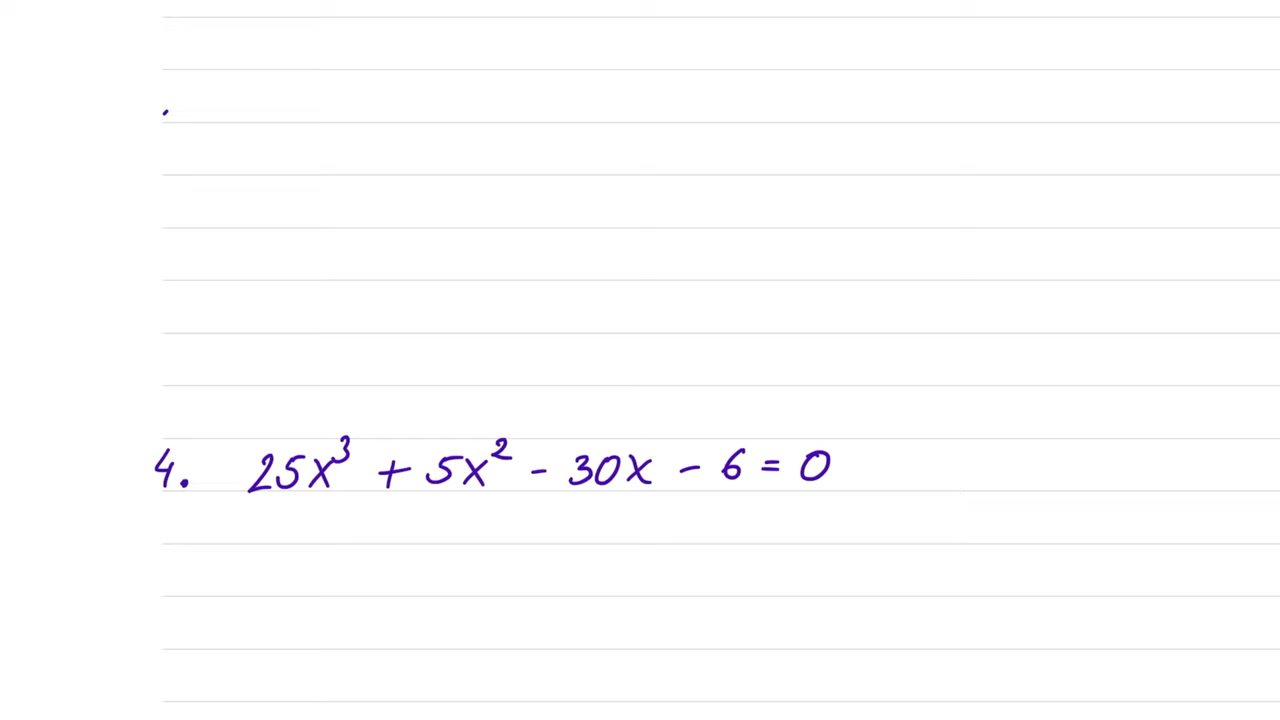 4. 25x³ + 5x² - 30x - 6 = 0